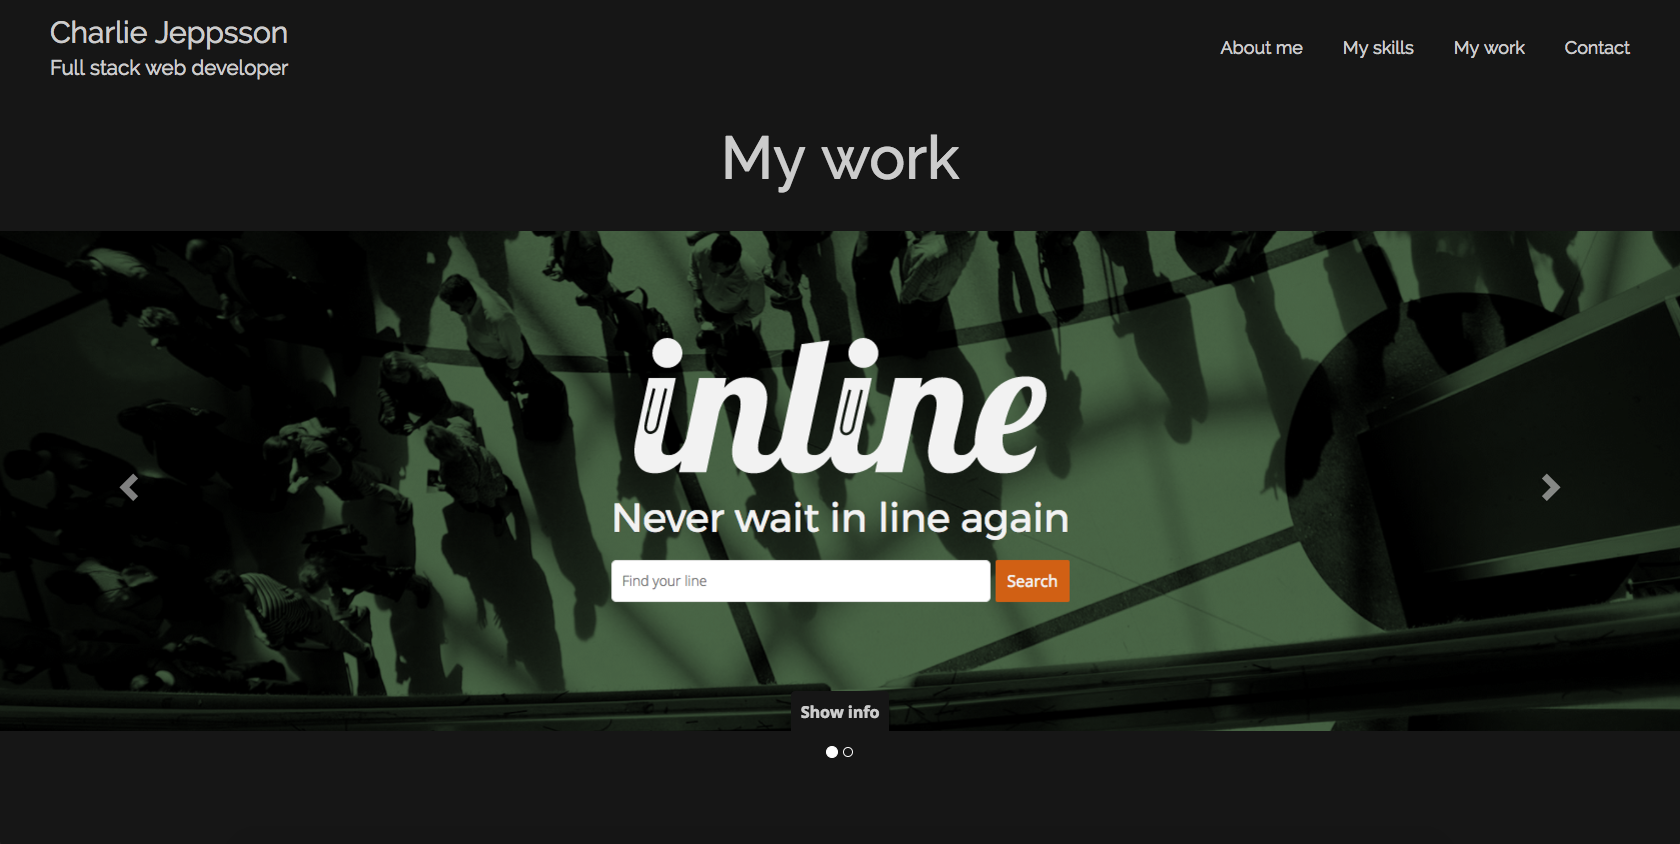 Charlie Jeppsson
Full stack web developer
About me
My skills
My work
Contact
My work
inline
Never wait in line again
Find your line
Search
Show info